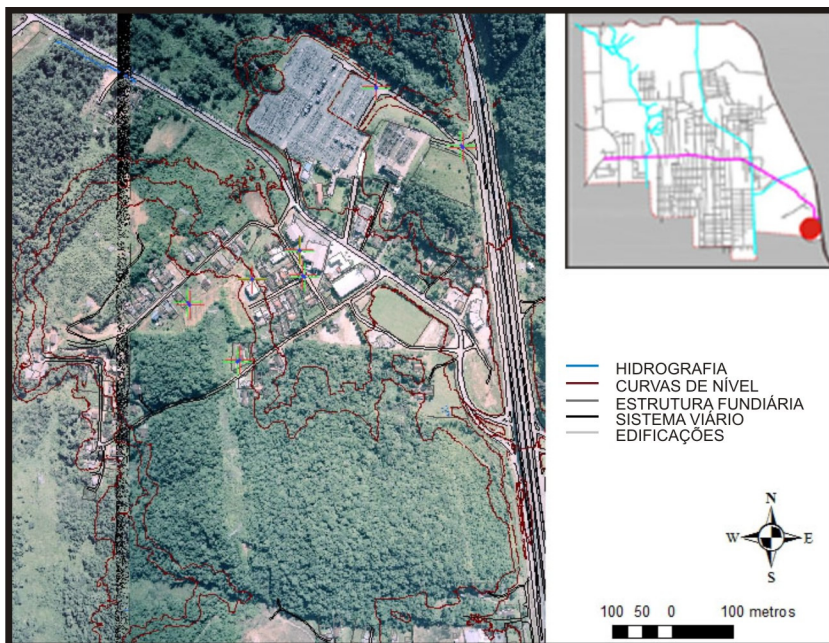 HIDROGRAFIA
CURVAS DE NÍVEL
ESTRUTURA FUNDIÁRIA
SISTEMA VIÁRIO
EDIFICAÇÕES
N
W E
S
100 50 0 100 metros